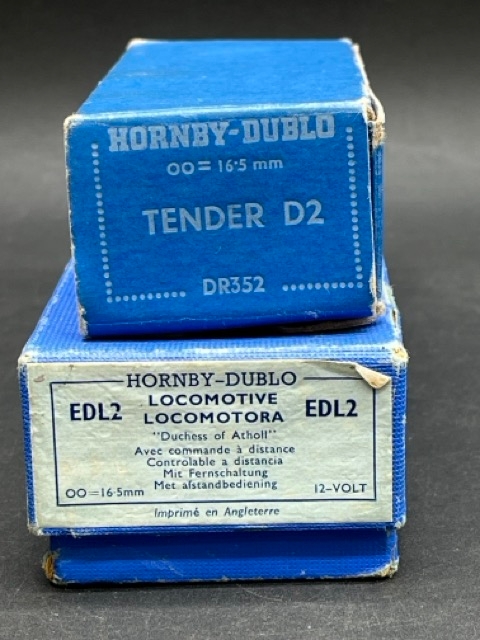 HORNBY-DUBLO
OO = 16·5 mm
TENDER D2
DR352
HORNBY-DUBLO
EDL2 LOCOMOTIVE EDL2
LOCOMOTORA
"Duchess of Atholl"
Avec commande à distance
Controlable a distancia
Mit Fernschaltung
OO = 16·5mm Met afstandbediening 12-VOLT
Imprimé en Angleterre